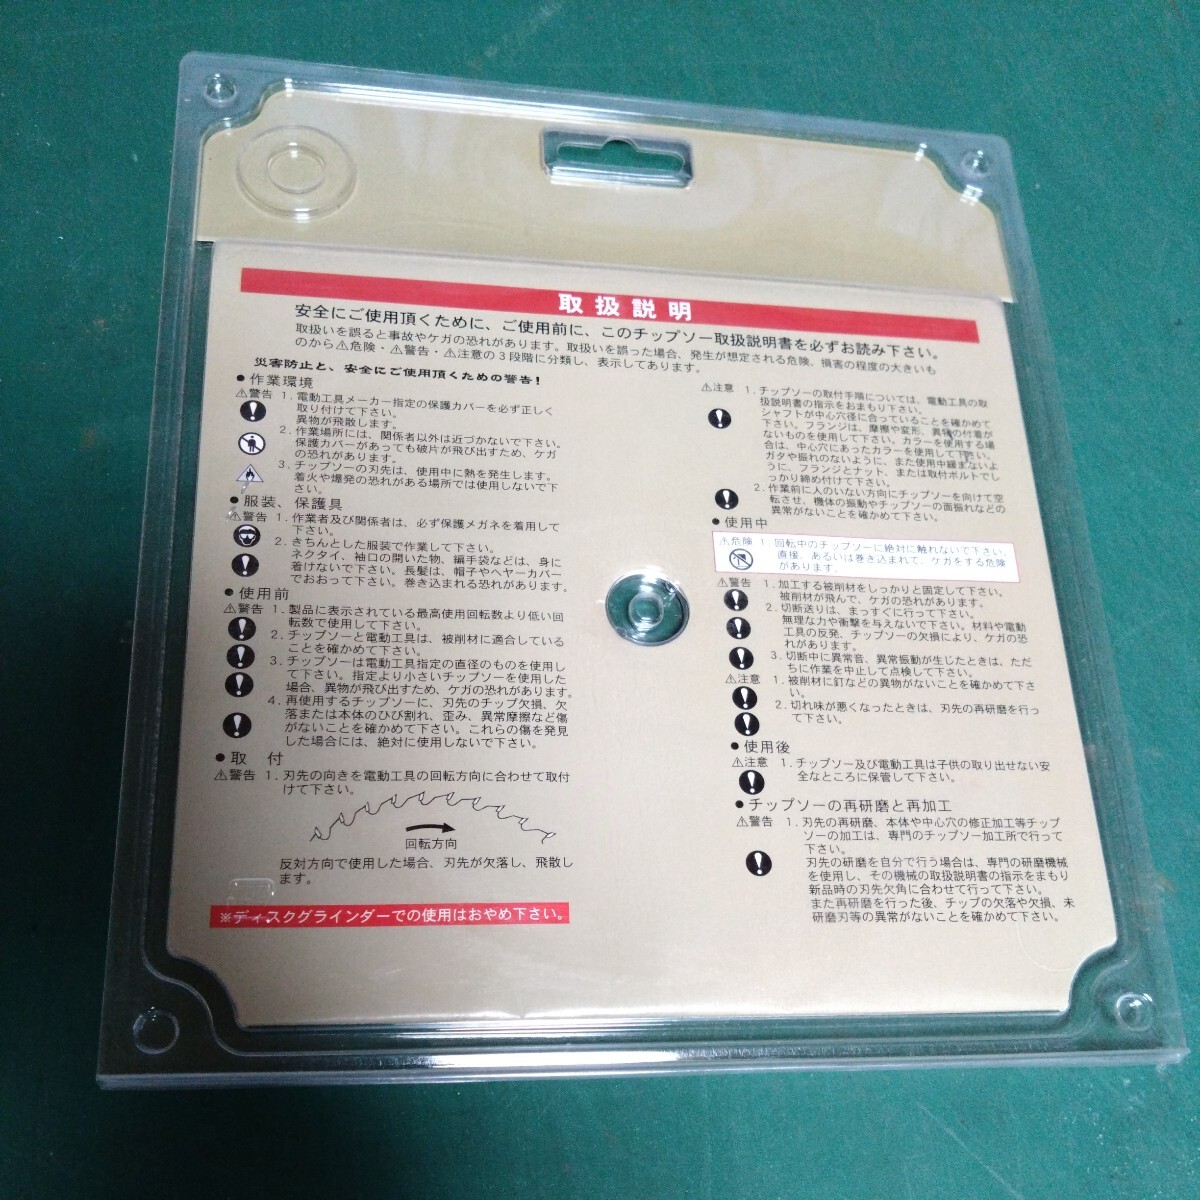 取扱説明
安全にご使用頂くために、ご使用前に、このチップソー取扱説明書を必ずお読み下さい。
取扱いを誤ると事故やケガの恐れがあります。取扱いを誤った場合、発生が想定される危険、損害の程度の大きいも
のから⚠危険・⚠警告・⚠注意の3段階に分類し、表示してあります。
災害防止と、安全にご使用頂くための警告!
●作業環境
⚠警告 1. 電動工具メーカー指定の保護カバーを必ず正しく
取り付けて下さい。
異物が飛散します。
2. 作業場所には、関係者以外は近づかないで下さい。
保護カバーがあっても破片が飛び出すため、ケガ
の恐れがあります。
3. チップソーの刃先は、使用中に熱を発生します。
着火や爆発の恐れがある場所では使用しないで下
さい。
●服装、保護具
⚠警告 1. 作業者及び関係者は、必ず保護メガネを着用して
下さい。
2. きちんとした服装で作業して下さい。
ネクタイ、袖口の開いた物、編手袋などは、身に
着けないで下さい。長髪は、帽子やヘヤーカバー
でおおって下さい。巻き込まれる恐れがあります。
●使用前
⚠警告 1. 製品に表示されている最高使用回転数より低い回
転数で使用して下さい。
2. チップソーと電動工具は、被削材に適合している
ことを確かめて下さい。
3. チップソーは電動工具指定の直径のものを使用し
て下さい。指定より小さいチップソーを使用した
場合、異物が飛び出すため、ケガの恐れがあります。
4. 再使用するチップソーに、刃先のチップ欠損、欠
落または本体のひび割れ、歪み、異常摩擦など傷
がないことを確かめて下さい。これらの傷を発見
した場合には、絶対に使用しないで下さい。
●取 付
⚠警告 1. 刃先の向きを電動工具の回転方向に合わせて取付
けて下さい。
回転方向
反対方向で使用した場合、刃先が欠落し、飛散し
ます。
※ディスクグラインダーでの使用はおやめ下さい。
⚠注意 1. チップソーの取付手順については、電動工具の取
扱説明書の指示をおまもり下さい。
シャフトが中心穴径に合っていることを確かめて
下さい。フランジは、摩擦や変形、異物の付着が
ないものを使用して下さい。カラーを使用する場
合は、中心穴にあったカラーを使用して下さい。
ガタや振れのないように、また使用中緩まないよ
うに、フランジとナット、または取付ボルトでし
っかり締め付けて下さい。
2. 作業前に人のいない方向にチップソーを向けて空
転させ、機体の振動やチップソーの面振れなどの
異常がないことを確かめて下さい。
●使用中
⚠危険 1. 回転中のチップソーに絶対に触れないで下さい。
直接、あるいは巻き込まれて、ケガをする危険
があります。
⚠警告 1. 加工する被削材をしっかりと固定して下さい。
被削材が飛んで、ケガの恐れがあります。
2. 切断送りは、まっすぐに行って下さい。
無理な力や衝撃を与えないで下さい。材料や電動
工具の反発、チップソーの欠損により、ケガの恐
れがあります。
3. 切断中に異常音、異常振動が生じたときは、ただ
ちに作業を中止して点検して下さい。
⚠注意 1. 被削材に釘などの異物がないことを確かめて下さ
い。
2. 切れ味が悪くなったときは、刃先の再研磨を行っ
て下さい。
●使用後
⚠注意 1. チップソー及び電動工具は子供の取り出せない安
全なところに保管して下さい。
●チップソーの再研磨と再加工
⚠警告 1. 刃先の再研磨、本体や中心穴の修正加工等チップ
ソーの加工は、専門のチップソー加工所で行って
下さい。
刃先の研磨を自分で行う場合は、専門の研磨機械
を使用し、その機械の取扱説明書の指示をまもり
新品時の刃先欠角に合わせて行って下さい。
また再研磨を行った後、チップの欠落や欠損、未
研磨刃等の異常がないことを確かめて下さい。